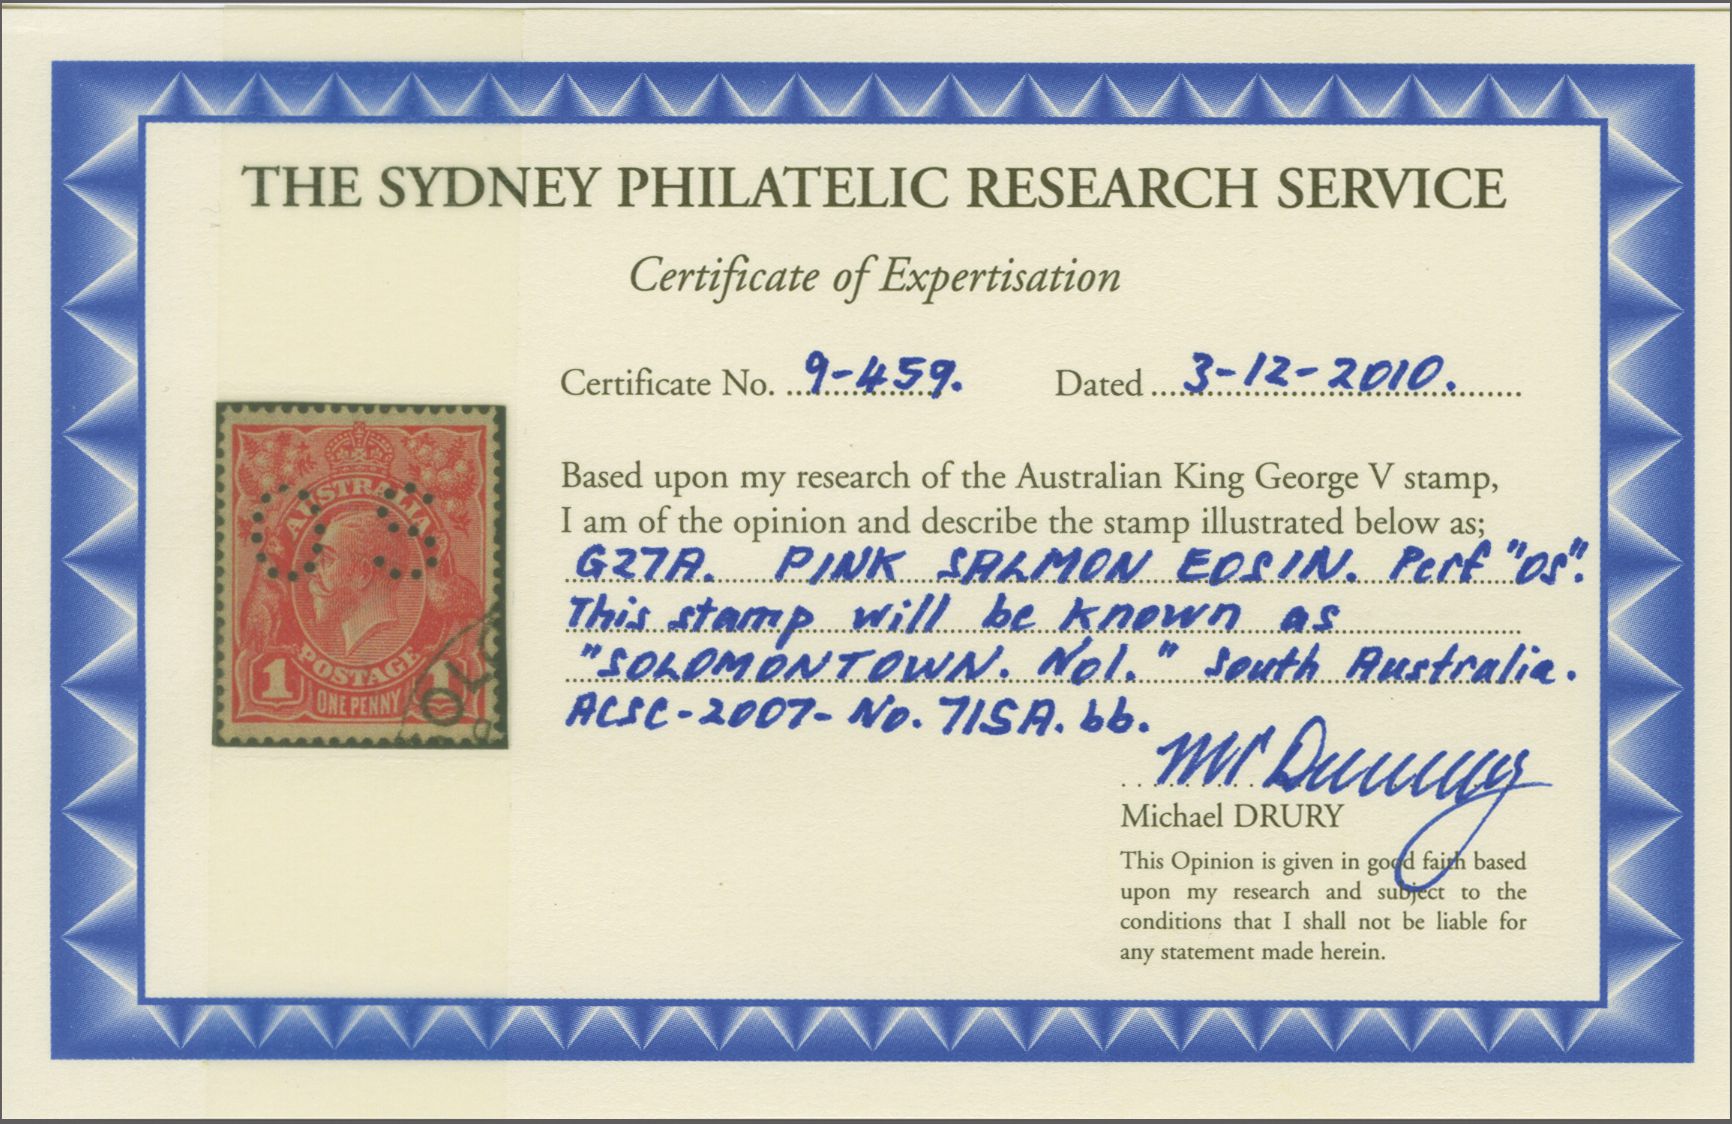 THE SYDNEY PHILATELIC RESEARCH SERVICE
Certificate of Expertisation
Certificate No. 9-459. Dated 3-12-2010.
Based upon my research of the Australian King George V stamp,
I am of the opinion and describe the stamp illustrated below as;
G27A. PINK SALMON EOSIN. Perf "OS".
This stamp will be known as
"SOLOMONTOWN. No1." South Australia.
ACSC-2007-No. 71SA. bb.
AUSTRALIA
POSTAGE
1 ONE PENNY 1
OLO
Michael DRURY
This Opinion is given in good faith based
upon my research and subject to the
conditions that I shall not be liable for
any statement made herein.